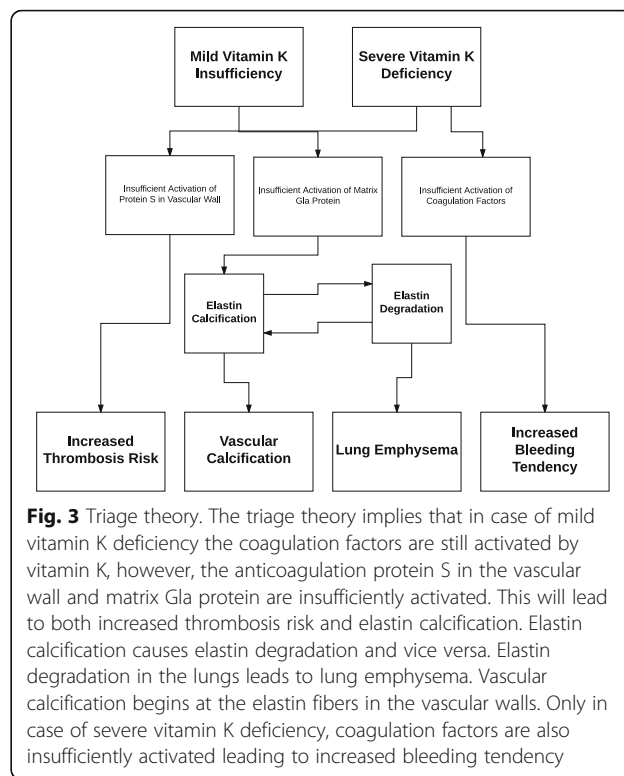 Mild Vitamin K
Insufficiency
Severe Vitamin K
Deficiency
Insufficient Activation of
Protein S in Vascular Wall
Insufficient Activation of Matrix
Gla Protein
Insufficient Activation of
Coagulation Factors
Elastin
Calcification
Elastin
Degradation
Increased
Thrombosis Risk
Vascular
Calcification
Lung Emphysema
Increased
Bleeding
Tendency
Fig. 3 Triage theory. The triage theory implies that in case of mild
vitamin K deficiency the coagulation factors are still activated by
vitamin K, however, the anticoagulation protein S in the vascular
wall and matrix Gla protein are insufficiently activated. This will lead
to both increased thrombosis risk and elastin calcification. Elastin
calcification causes elastin degradation and vice versa. Elastin
degradation in the lungs leads to lung emphysema. Vascular
calcification begins at the elastin fibers in the vascular walls. Only in
case of severe vitamin K deficiency, coagulation factors are also
insufficiently activated leading to increased bleeding tendency